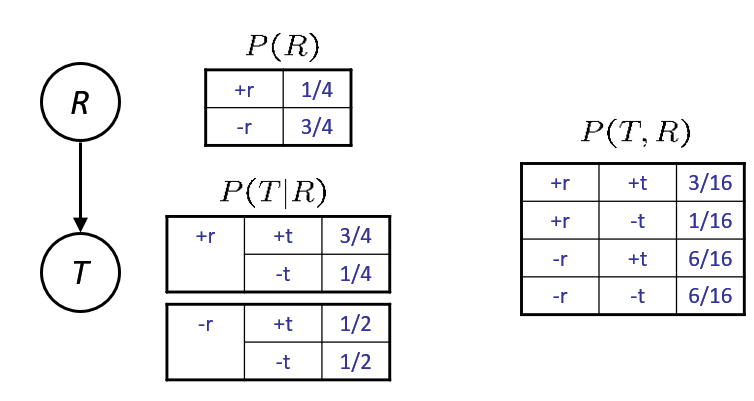 R
T
P(R)
+r 1/4
-r 3/4
P(T|R)
+r +t 3/4
-t 1/4
-r +t 1/2
-t 1/2
P(T, R)
+r +t 3/16
+r -t 1/16
-r +t 6/16
-r -t 6/16